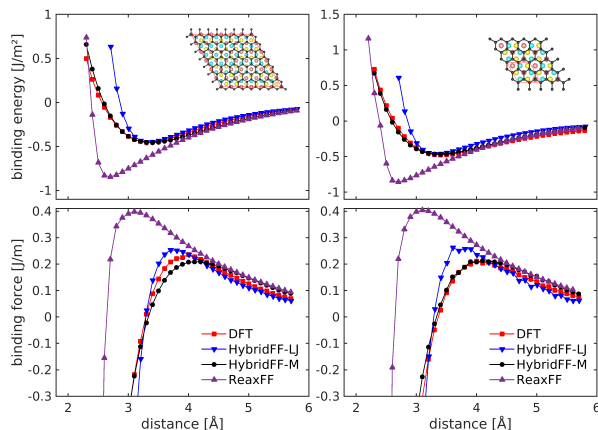 1
0.5
0
-0.5
-1
binding energy [J/m²]
1.5
1
0.5
0
-0.5
-1
-1.5
0.4
0.3
0.2
0.1
0
-0.1
-0.2
-0.3
binding force [J/m]
DFT
HybridFF-LJ
HybridFF-M
ReaxFF
2 3 4 5 6
distance [Å]
0.4
0.3
0.2
0.1
0
-0.1
-0.2
-0.3
DFT
HybridFF-LJ
HybridFF-M
ReaxFF
2 3 4 5 6
distance [Å]